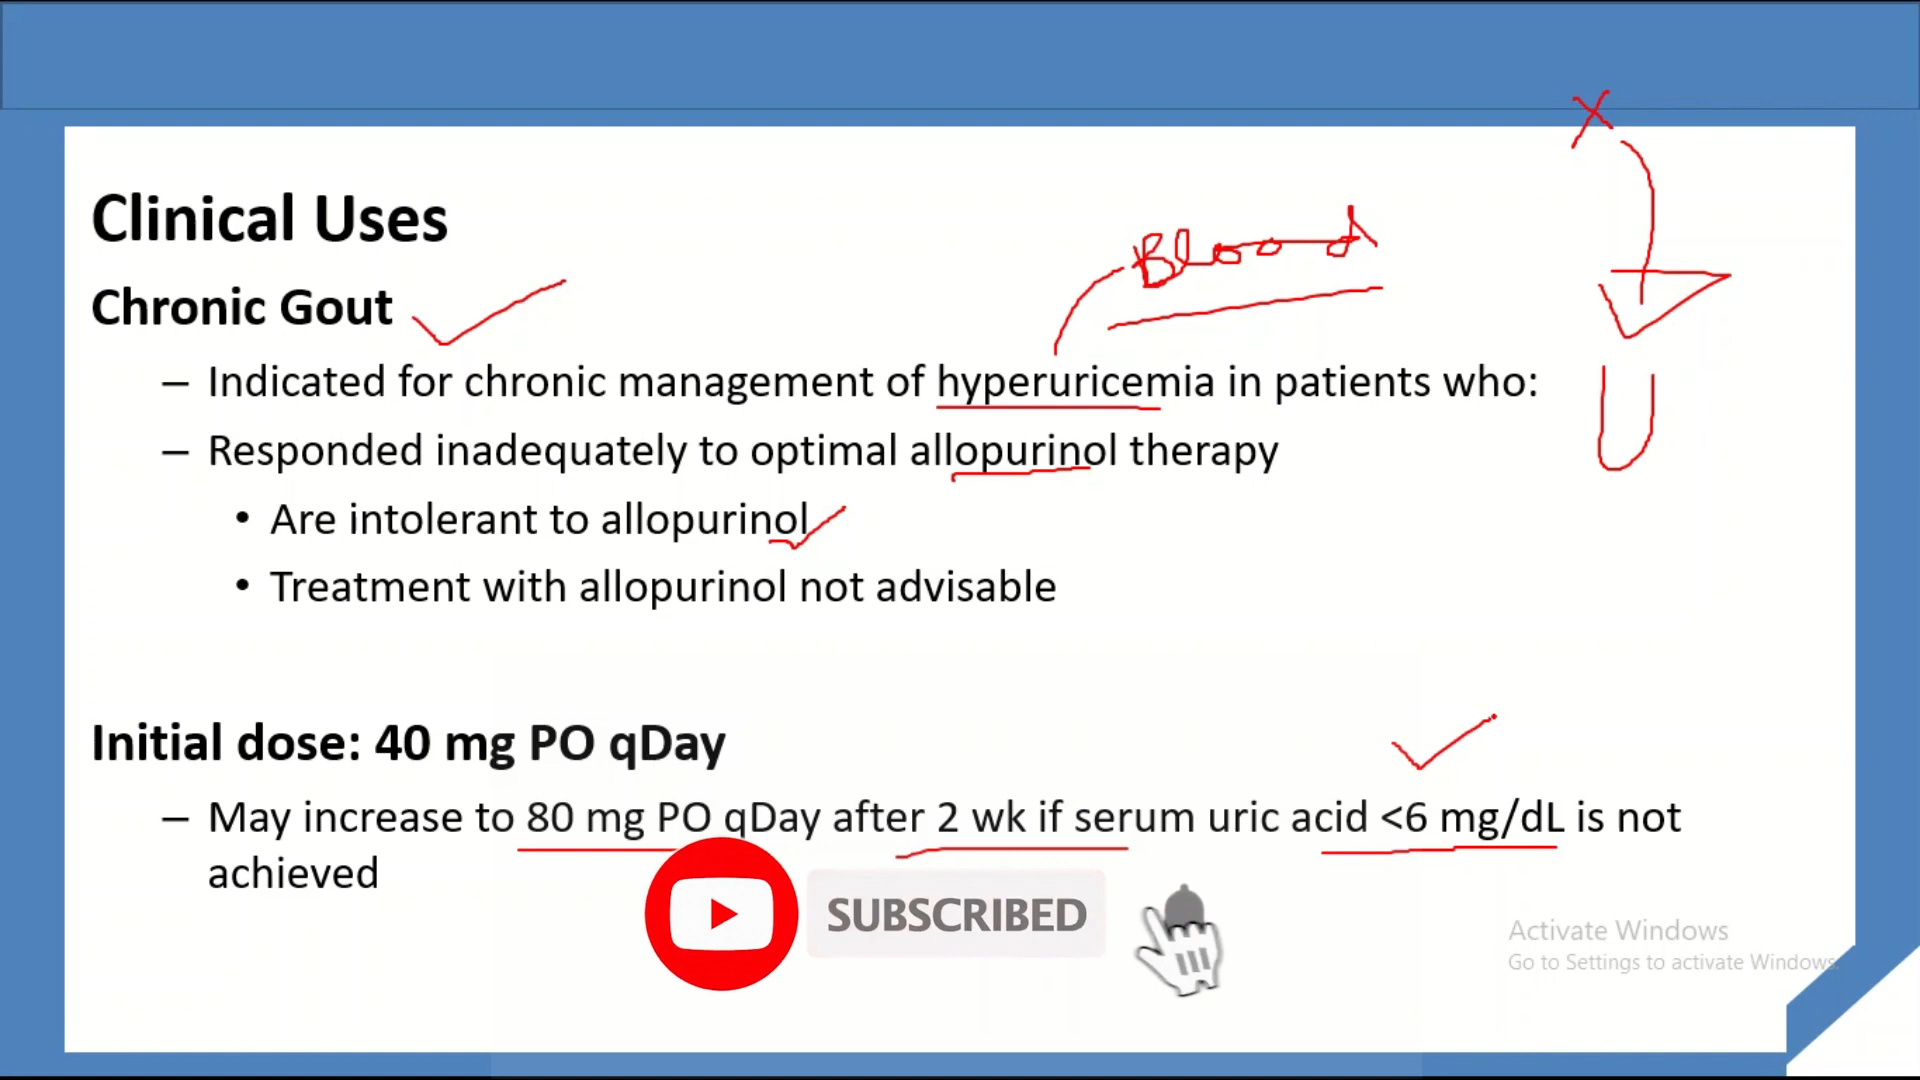 X
Clinical Uses
Blood
Chronic Gout
– Indicated for chronic management of hyperuricemia in patients who:
U
– Responded inadequately to optimal allopurinol therapy
• Are intolerant to allopurinol
• Treatment with allopurinol not advisable
Initial dose: 40 mg PO qDay
– May increase to 80 mg PO qDay after 2 wk if serum uric acid <6 mg/dL is not
achieved
SUBSCRIBED
Activate Windows
Go to Settings to activate Windows.